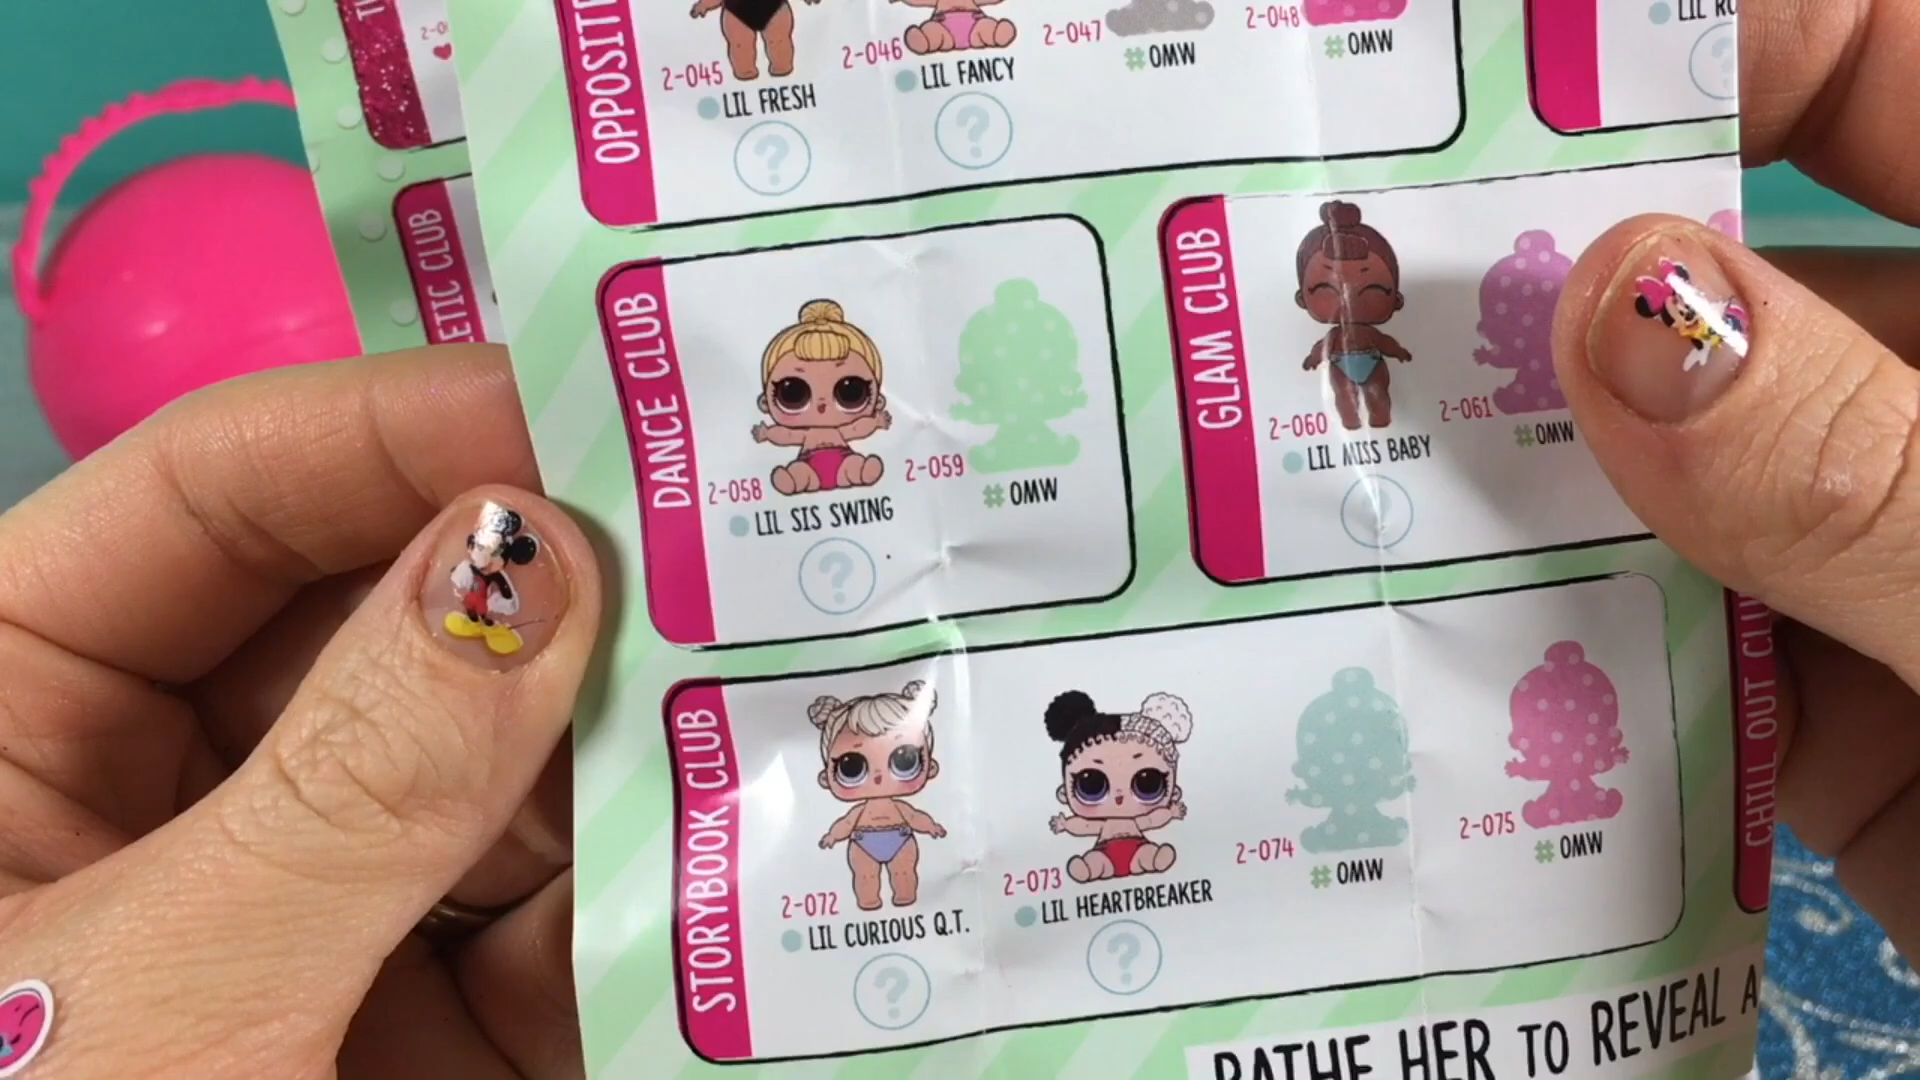 OPPOSIT
2-045
LIL FRESH
?
2-046
LIL FANCY
?
2-047
#OMW
2-048
#OMW
DANCE CLUB
2-058
LIL SIS SWING
?
2-059
#OMW
GLAM CLUB
2-060
LIL MISS BABY
?
2-061
#OMW
STORYBOOK CLUB
2-072
LIL CURIOUS Q.T.
?
2-073
LIL HEARTBREAKER
?
2-074
#OMW
2-075
#OMW
CHILL OUT CLU
BATHE HER TO REVEAL A
ETIC CLUB